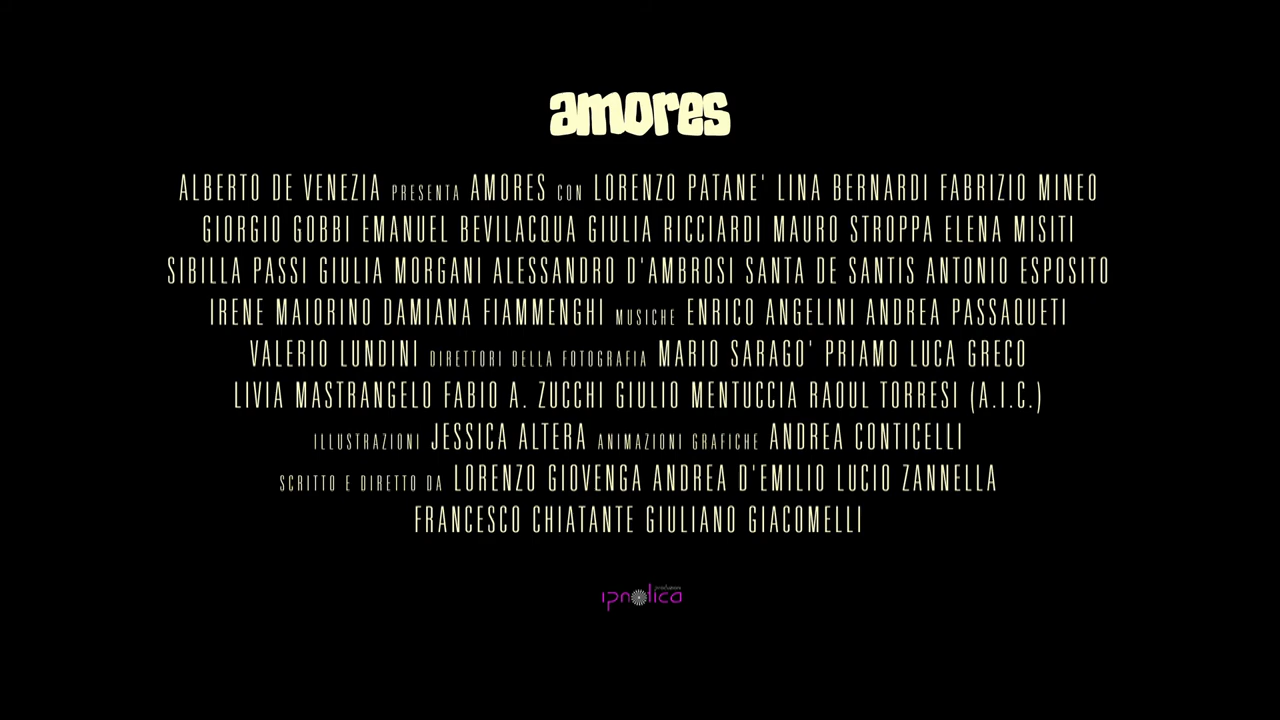 amores
ALBERTO DE VENEZIA PRESENTA AMORES CON LORENZO PATANE' LINA BERNARDI FABRIZIO MINEO
GIORGIO GOBBI EMANUEL BEVILACQUA GIULIA RICCIARDI MAURO STROPPA ELENA MISITI
SIBILLA PASSI GIULIA MORGANI ALESSANDRO D'AMBROSI SANTA DE SANTIS ANTONIO ESPOSITO
IRENE MAIORINO DAMIANA FIAMMENGHI MUSICHE ENRICO ANGELINI ANDREA PASSAQUETI
VALERIO LUNDINI DIRETTORI DELLA FOTOGRAFIA MARIO SARAGO' PRIAMO LUCA GRECO
LIVIA MASTRANGELO FABIO A. ZUCCHI GIULIO MENTUCCIA RAOUL TORRESI (A.I.C.)
ILLUSTRAZIONI JESSICA ALTERA ANIMAZIONI GRAFICHE ANDREA CONTICELLI
SCRITTO E DIRETTO DA LORENZO GIOVENGA ANDREA D'EMILIO LUCIO ZANNELLA
FRANCESCO CHIATANTE GIULIANO GIACOMELLI
ipnotica